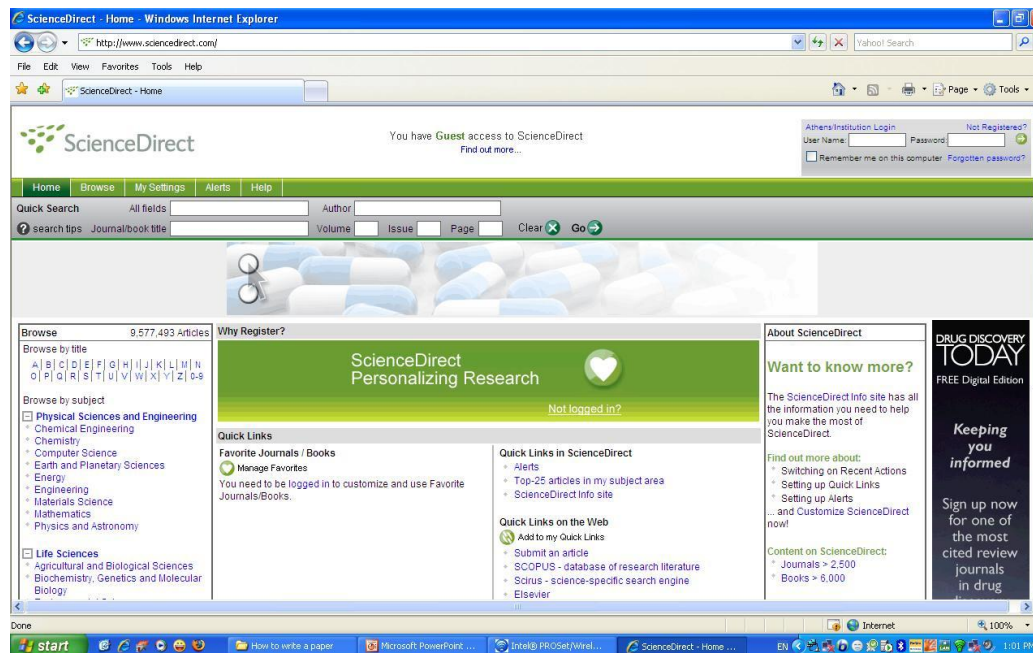 ScienceDirect - Home - Windows Internet Explorer
http://www.sciencedirect.com/
Yahoo! Search
File Edit View Favorites Tools Help
ScienceDirect - Home
Page Tools
ScienceDirect
You have Guest access to ScienceDirect
Find out more...
Athens/Institution Login Not Registered?
User Name: Password:
Remember me on this computer Forgotten password?
Home Browse My Settings Alerts Help
Quick Search All fields Author
? search tips Journal/book title Volume Issue Page Clear Go
Browse 9,577,493 Articles
Browse by title
A| B| C| D| E| F| G| H| I| J| K| L| M| N
O| P| Q| R| S| T| U| V| W| X| Y| Z| 0-9
Browse by subject
Physical Sciences and Engineering
Chemical Engineering
Chemistry
Computer Science
Earth and Planetary Sciences
Energy
Engineering
Materials Science
Mathematics
Physics and Astronomy
Life Sciences
Agricultural and Biological Sciences
Biochemistry, Genetics and Molecular
Biology
Why Register?
ScienceDirect
Personalizing Research
Not logged in?
Quick Links
Favorite Journals / Books
Manage Favorites
You need to be logged in to customize and use Favorite
Journals/Books.
Quick Links in ScienceDirect
Alerts
Top-25 articles in my subject area
ScienceDirect Info site
Quick Links on the Web
Add to my Quick Links
Submit an article
SCOPUS - database of research literature
Scirus - science-specific search engine
Elsevier
About ScienceDirect
Want to know more?
The ScienceDirect Info site has all
the information you need to help
you make the most of
ScienceDirect.
Find out more about:
Switching on Recent Actions
Setting up Quick Links
Setting up Alerts
... and Customize ScienceDirect
now!
Content on ScienceDirect:
Journals > 2,500
Books > 6,000
DRUG DISCOVERY
TODAY
FREE Digital Edition
Keeping
you
informed
Sign up now
for one of
the most
cited review
journals
in drug
Done
Internet
100%
start
How to write a paper
Microsoft PowerPoint ...
Intel® PROSet/Wirel...
ScienceDirect - Home ...
EN
1:01 PM